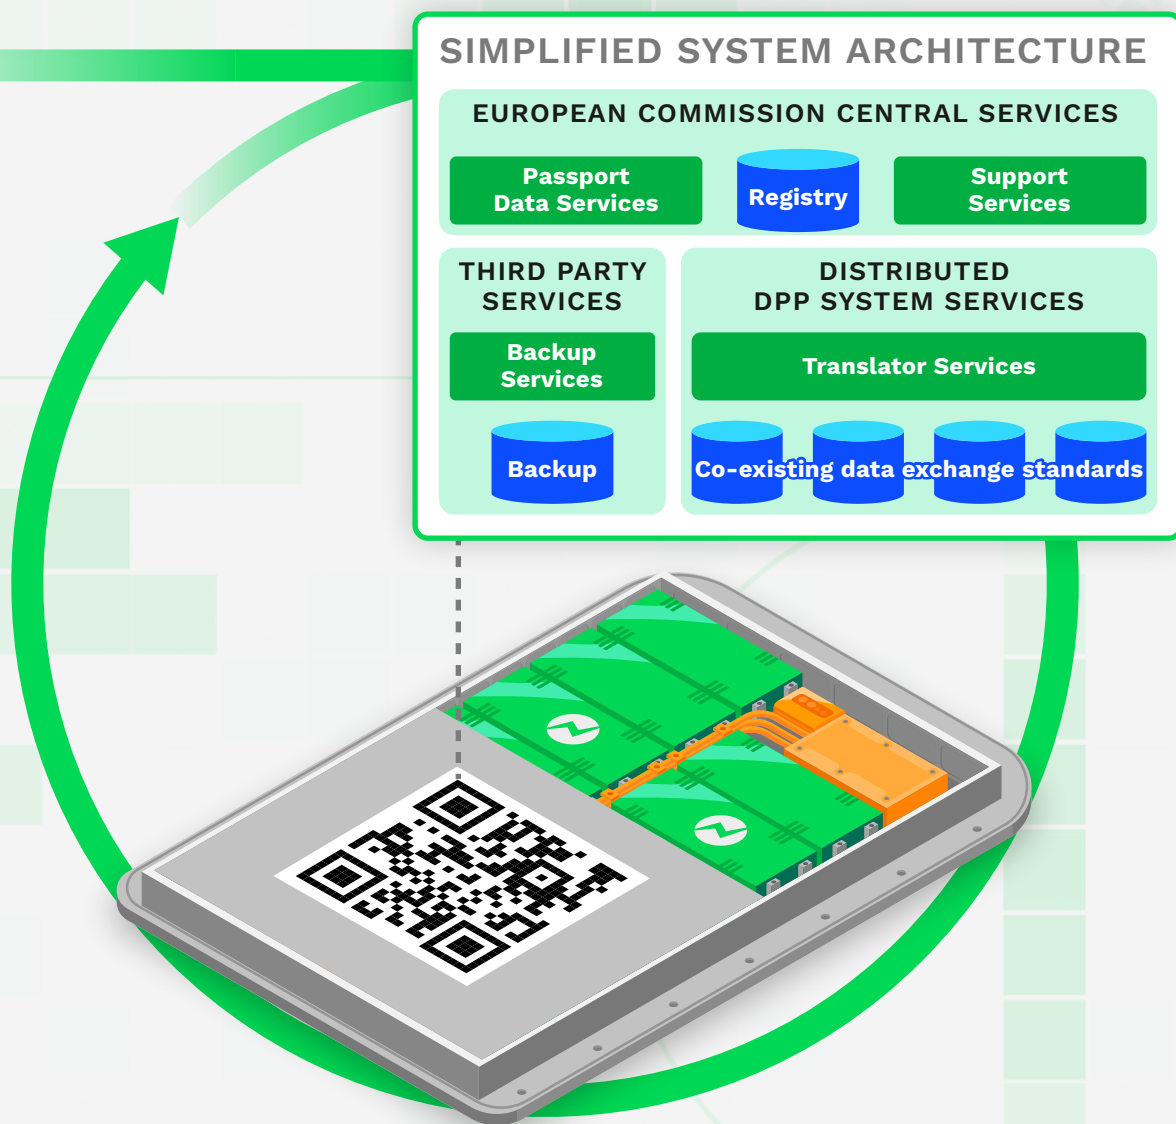 SIMPLIFIED SYSTEM ARCHITECTURE
EUROPEAN COMMISSION CENTRAL SERVICES
Passport
Data Services
Registry
Support
Services
THIRD PARTY
SERVICES
Backup
Services
Backup
DISTRIBUTED
DPP SYSTEM SERVICES
Translator Services
Co-existing data exchange standards